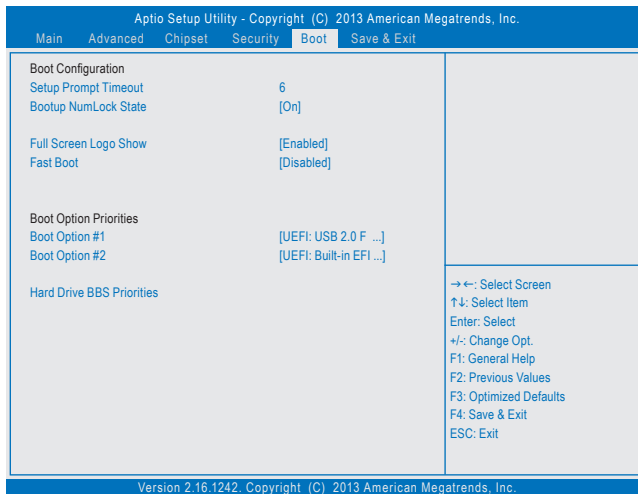 Aptio Setup Utility - Copyright (C) 2013 American Megatrends, Inc.
Main Advanced Chipset Security Boot Save & Exit
Boot Configuration
Setup Prompt Timeout 6
Bootup NumLock State [On]
Full Screen Logo Show [Enabled]
Fast Boot [Disabled]
Boot Option Priorities
Boot Option #1 [UEFI: USB 2.0 F ...]
Boot Option #2 [UEFI: Built-in EFI ...]
Hard Drive BBS Priorities
→←: Select Screen
↑↓: Select Item
Enter: Select
+/-: Change Opt.
F1: General Help
F2: Previous Values
F3: Optimized Defaults
F4: Save & Exit
ESC: Exit
Version 2.16.1242. Copyright (C) 2013 American Megatrends, Inc.